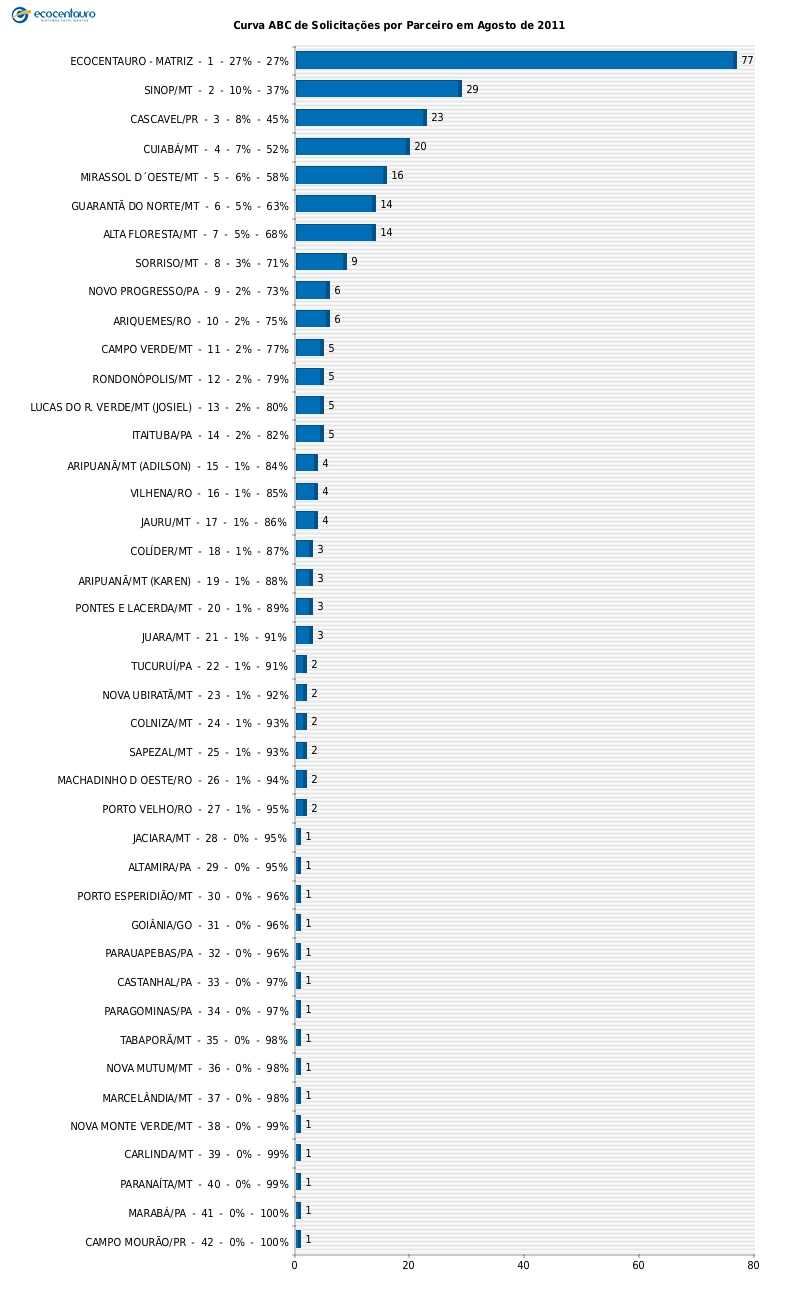 ecocentauro
Curva ABC de Solicitações por Parceiro em Agosto de 2011
ECOCENTAURO - MATRIZ - 1 - 27% - 27% 77
SINOP/MT - 2 - 10% - 37% 29
CASCAVEL/PR - 3 - 8% - 45% 23
CUIABÁ/MT - 4 - 7% - 52% 20
MIRASSOL D´OESTE/MT - 5 - 6% - 58% 16
GUARANTÃ DO NORTE/MT - 6 - 5% - 63% 14
ALTA FLORESTA/MT - 7 - 5% - 68% 14
SORRISO/MT - 8 - 3% - 71% 9
NOVO PROGRESSO/PA - 9 - 2% - 73% 6
ARIQUEMES/RO - 10 - 2% - 75% 6
CAMPO VERDE/MT - 11 - 2% - 77% 5
RONDONÓPOLIS/MT - 12 - 2% - 79% 5
LUCAS DO R. VERDE/MT (JOSIEL) - 13 - 2% - 80% 5
ITAITUBA/PA - 14 - 2% - 82% 5
ARIPUANÃ/MT (ADILSON) - 15 - 1% - 84% 4
VILHENA/RO - 16 - 1% - 85% 4
JAURU/MT - 17 - 1% - 86% 4
COLÍDER/MT - 18 - 1% - 87% 3
ARIPUANÃ/MT (KAREN) - 19 - 1% - 88% 3
PONTES E LACERDA/MT - 20 - 1% - 89% 3
JUARA/MT - 21 - 1% - 91% 3
TUCURUÍ/PA - 22 - 1% - 91% 2
NOVA UBIRATÃ/MT - 23 - 1% - 92% 2
COLNIZA/MT - 24 - 1% - 93% 2
SAPEZAL/MT - 25 - 1% - 93% 2
MACHADINHO D OESTE/RO - 26 - 1% - 94% 2
PORTO VELHO/RO - 27 - 1% - 95% 2
JACIARA/MT - 28 - 0% - 95% 1
ALTAMIRA/PA - 29 - 0% - 95% 1
PORTO ESPERIDIÃO/MT - 30 - 0% - 96% 1
GOIÂNIA/GO - 31 - 0% - 96% 1
PARAUAPEBAS/PA - 32 - 0% - 96% 1
CASTANHAL/PA - 33 - 0% - 97% 1
PARAGOMINAS/PA - 34 - 0% - 97% 1
TABAPORÃ/MT - 35 - 0% - 98% 1
NOVA MUTUM/MT - 36 - 0% - 98% 1
MARCELÂNDIA/MT - 37 - 0% - 98% 1
NOVA MONTE VERDE/MT - 38 - 0% - 99% 1
CARLINDA/MT - 39 - 0% - 99% 1
PARANAÍTA/MT - 40 - 0% - 99% 1
MARABÁ/PA - 41 - 0% - 100% 1
CAMPO MOURÃO/PR - 42 - 0% - 100% 1
0 20 40 60 80